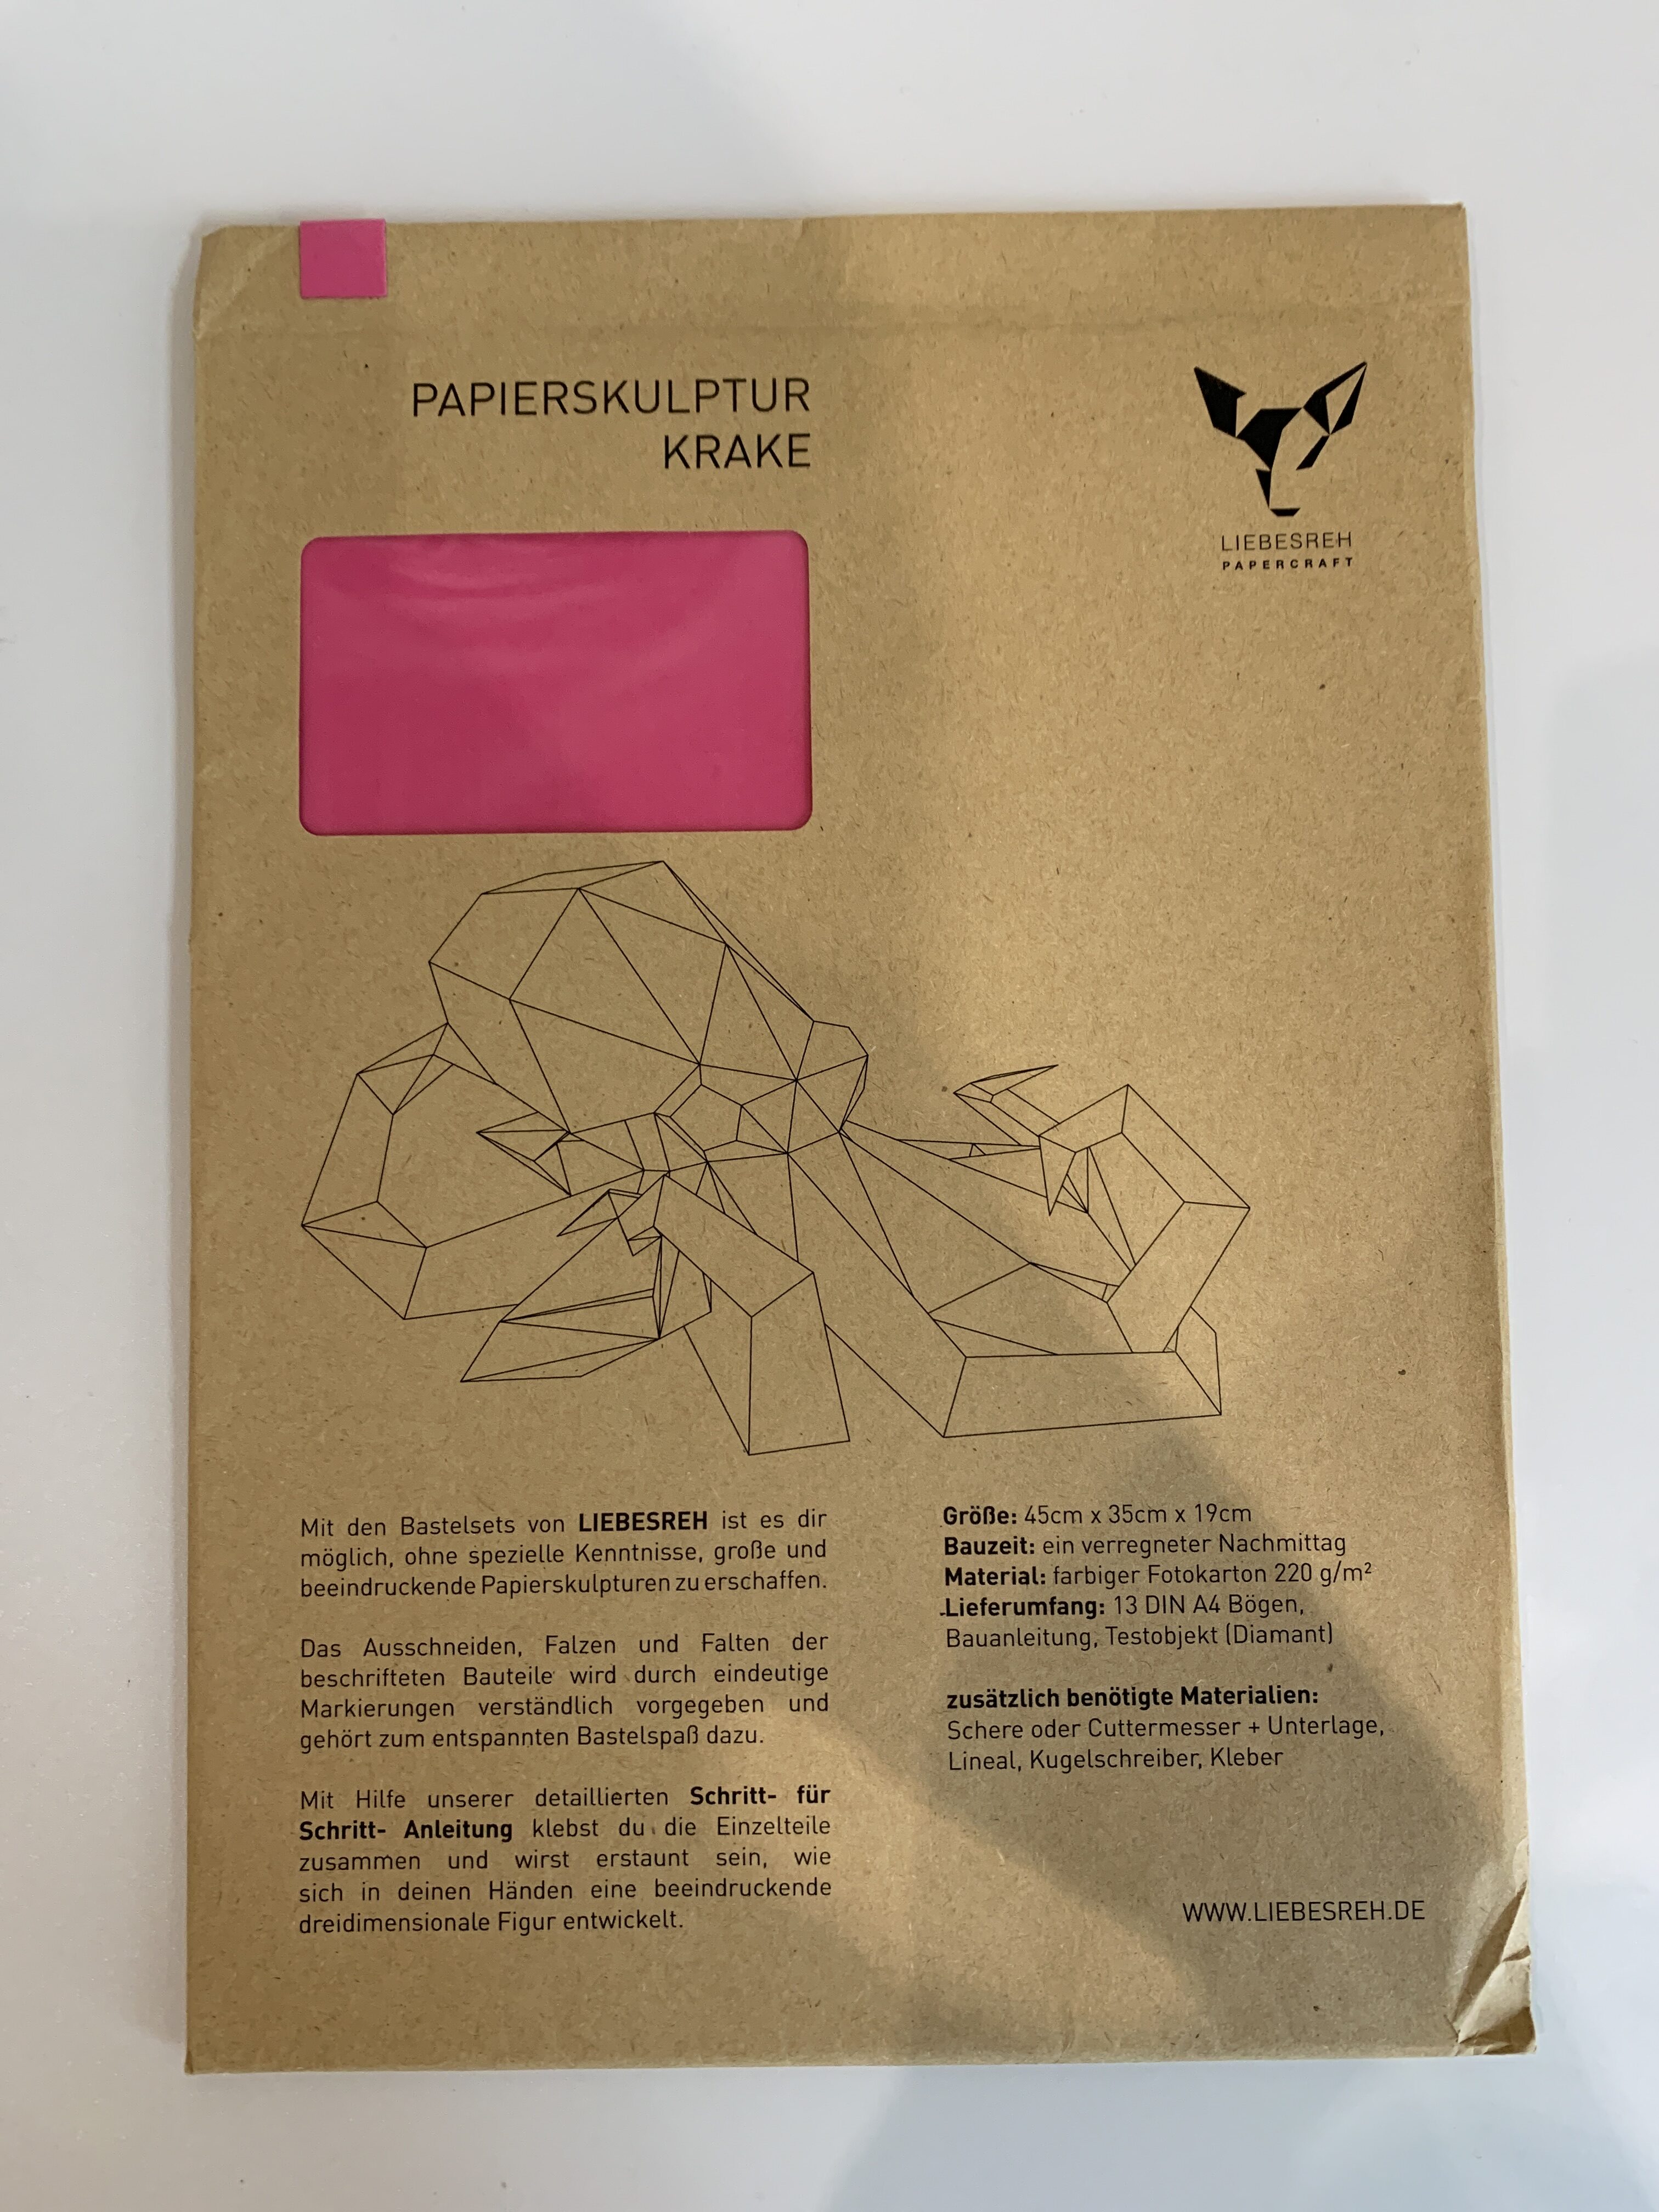 PAPIERSKULPTUR
KRAKE
LIEBESREH
PAPERCRAFT
Mit den Bastelsets von LIEBESREH ist es dir
möglich, ohne spezielle Kenntnisse, große und
beeindruckende Papierskulpturen zu erschaffen.
Das Ausschneiden, Falzen und Falten der
beschrifteten Bauteile wird durch eindeutige
Markierungen verständlich vorgegeben und
gehört zum entspannten Bastelspaß dazu.
Mit Hilfe unserer detaillierten Schritt- für
Schritt- Anleitung klebst du die Einzelteile
zusammen und wirst erstaunt sein, wie
sich in deinen Händen eine beeindruckende
dreidimensionale Figur entwickelt.
Größe: 45cm x 35cm x 19cm
Bauzeit: ein verregneter Nachmittag
Material: farbiger Fotokarton 220 g/m²
Lieferumfang: 13 DIN A4 Bögen,
Bauanleitung, Testobjekt (Diamant)
zusätzlich benötigte Materialien:
Schere oder Cuttermesser + Unterlage,
Lineal, Kugelschreiber, Kleber
WWW.LIEBESREH.DE